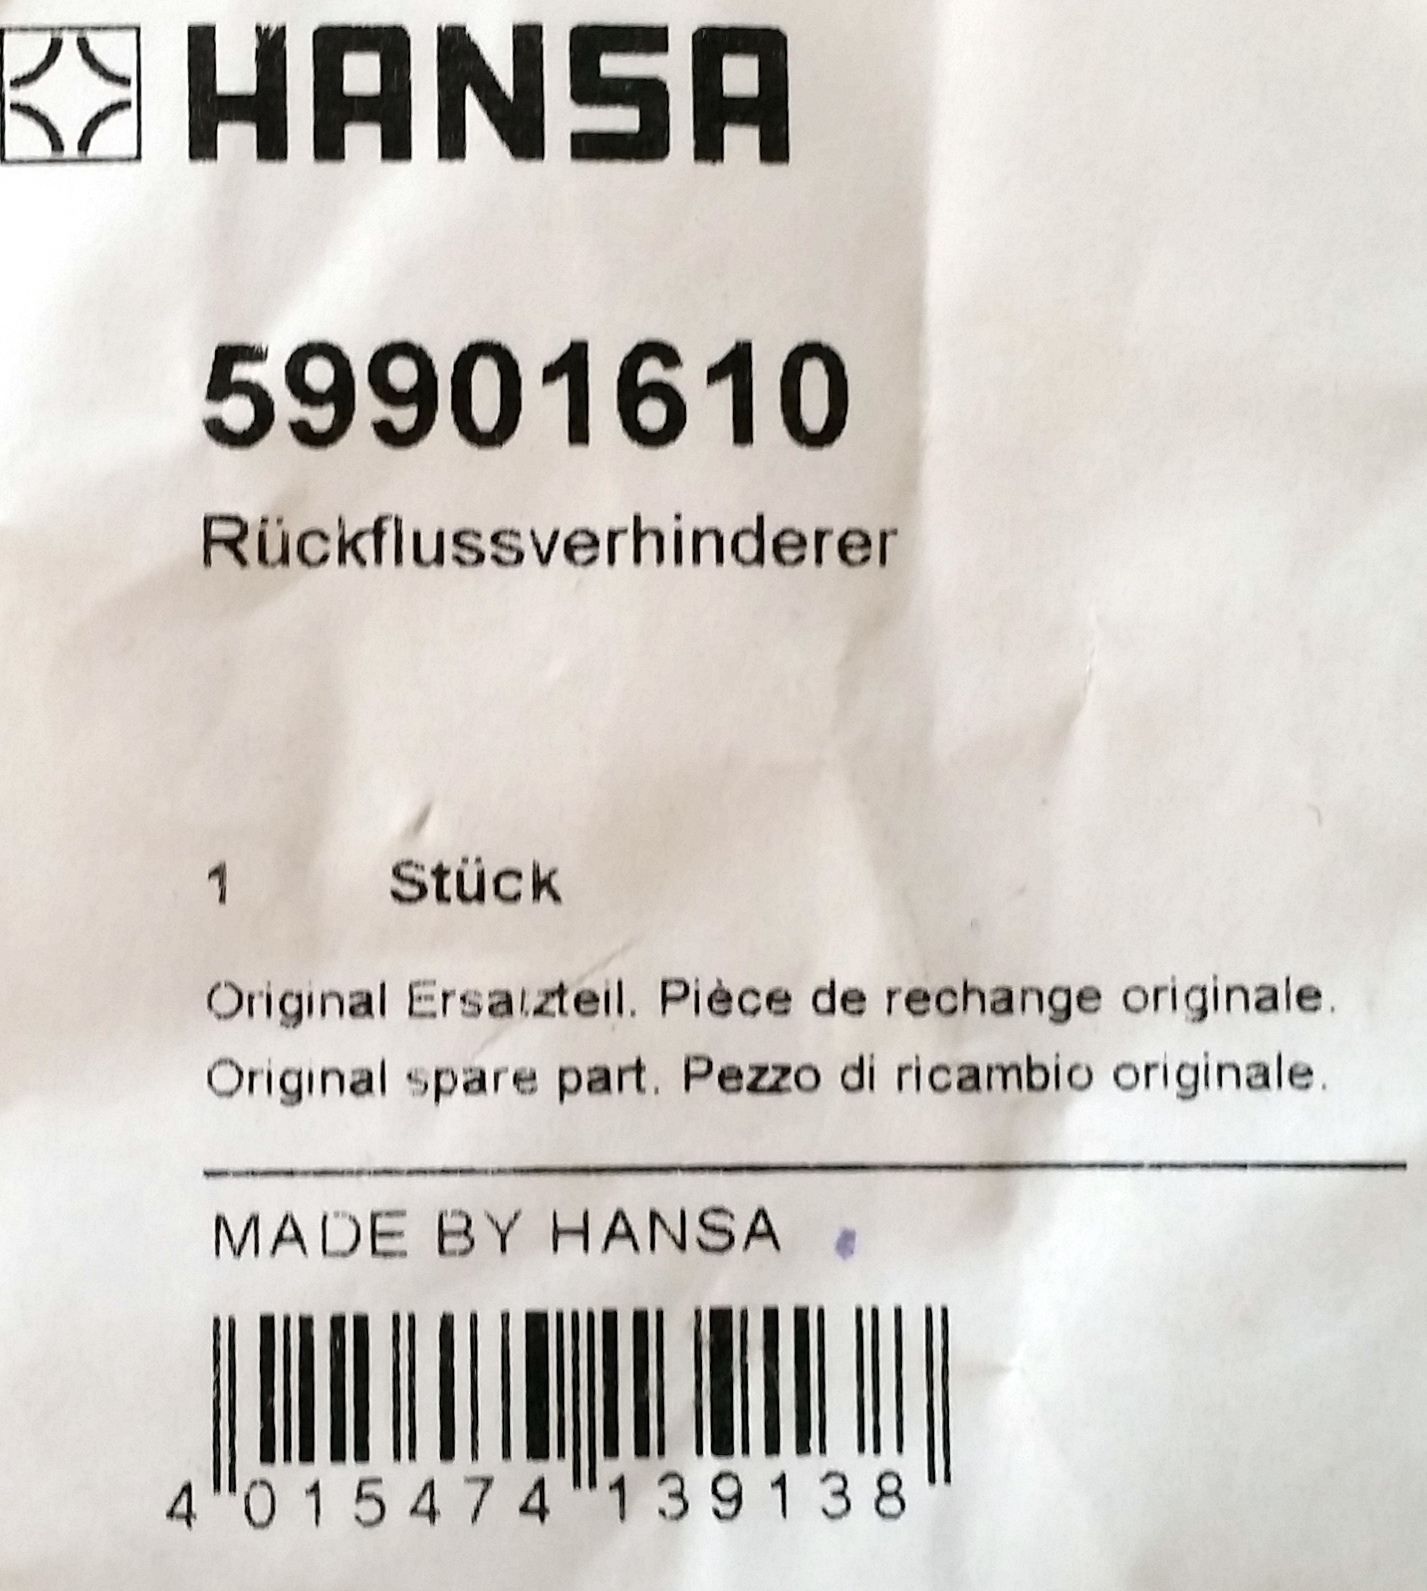 HANSA
59901610
Rückflussverhinderer
1 Stück
Original Ersatzteil. Pièce de rechange originale.
Original spare part. Pezzo di ricambio originale.
MADE BY HANSA
4 015474 139138